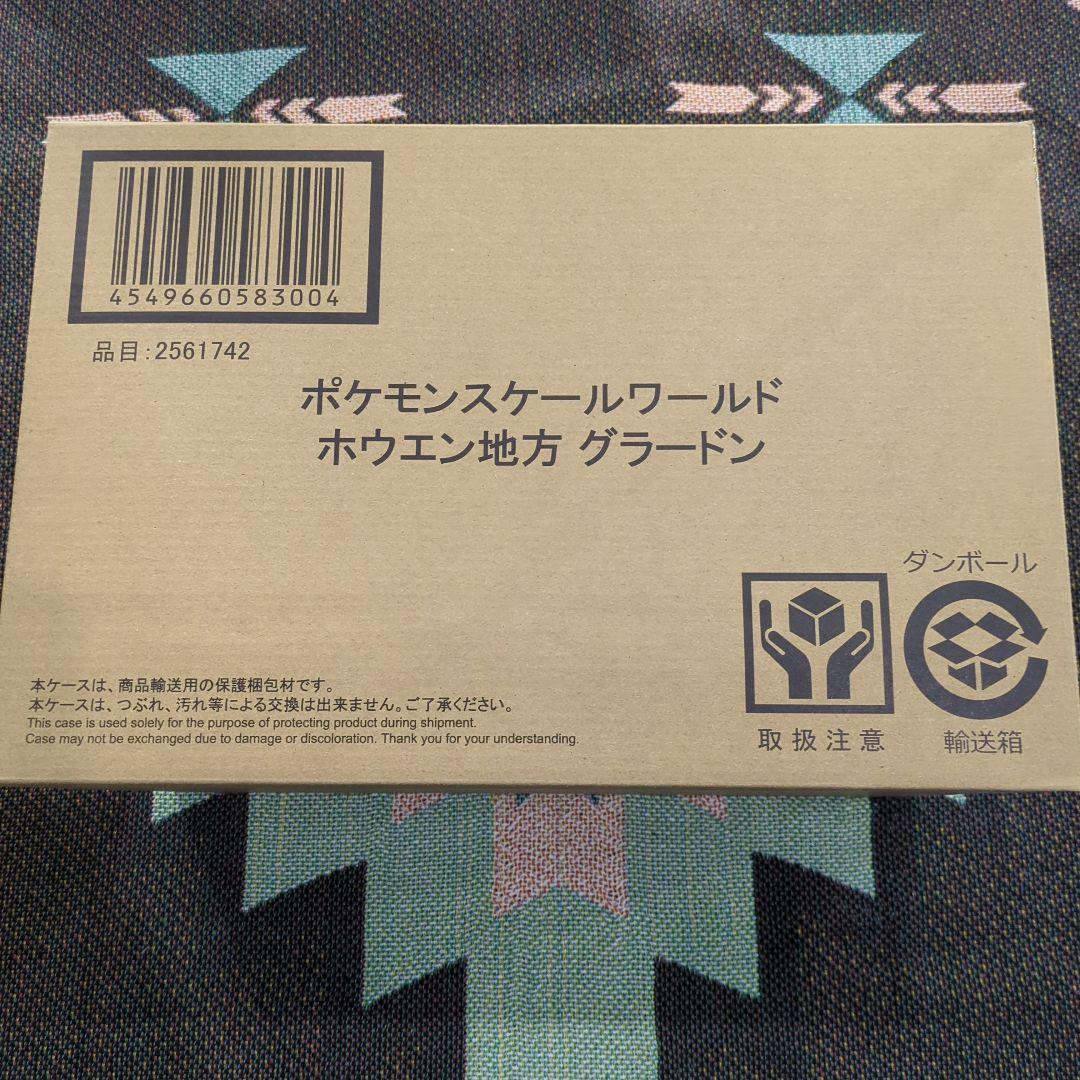 4549660583004
品目:2561742
ポケモンスケールワールド
ホウエン地方 グラードン
ダンボール
取扱注意
輸送箱
本ケースは、商品輸送用の保護梱包材です。
本ケースは、つぶれ、汚れ等による交換は出来ません。ご了承ください。
This case is used solely for the purpose of protecting product during shipment.
Case may not be exchanged due to damage or discoloration. Thank you for your understanding.